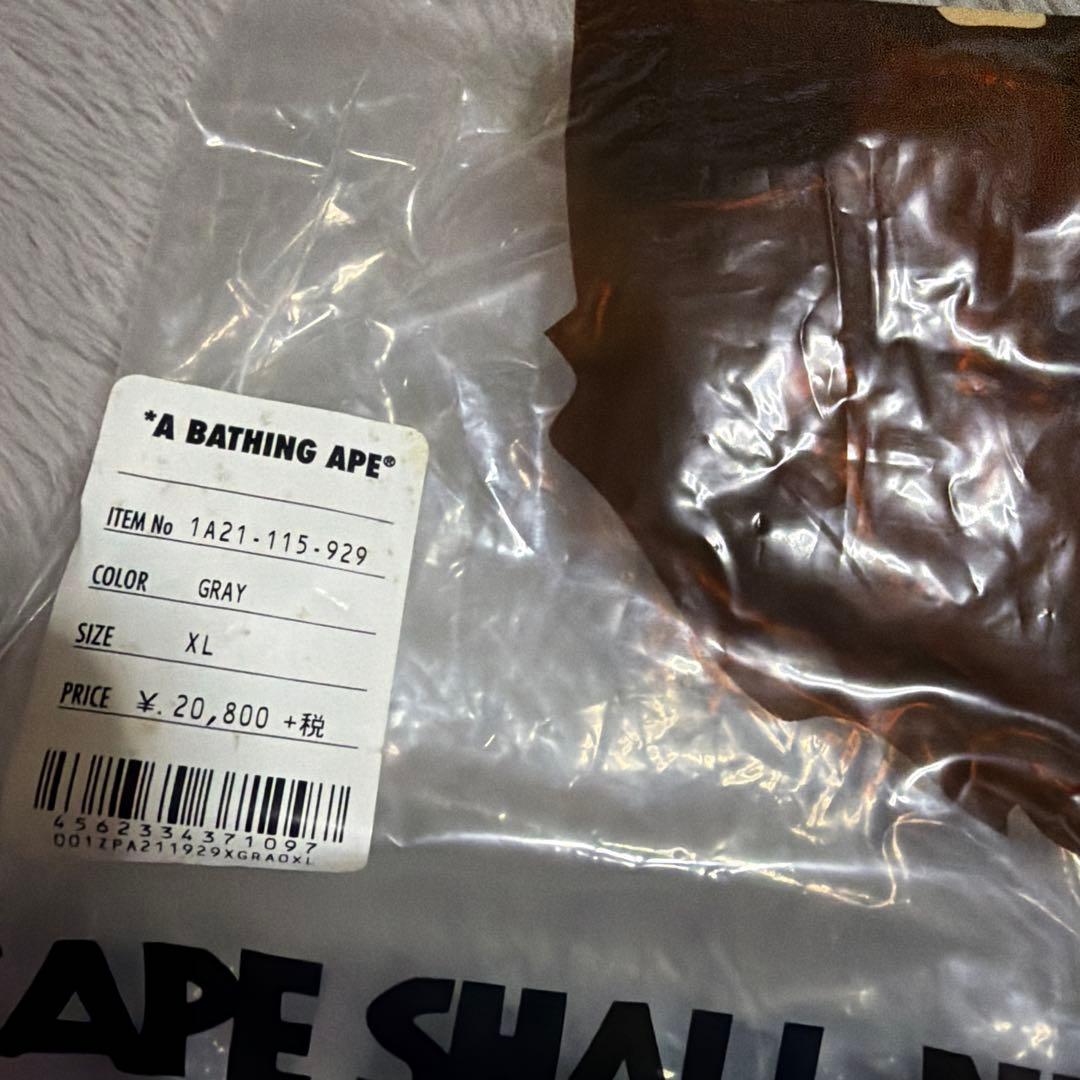 *A BATHING APE®
ITEM No 1A21-115-929
COLOR GRAY
SIZE XL
PRICE ¥. 20,800 +税
4562334371097
001ZPA211929XGRAOXL
APE SHALL